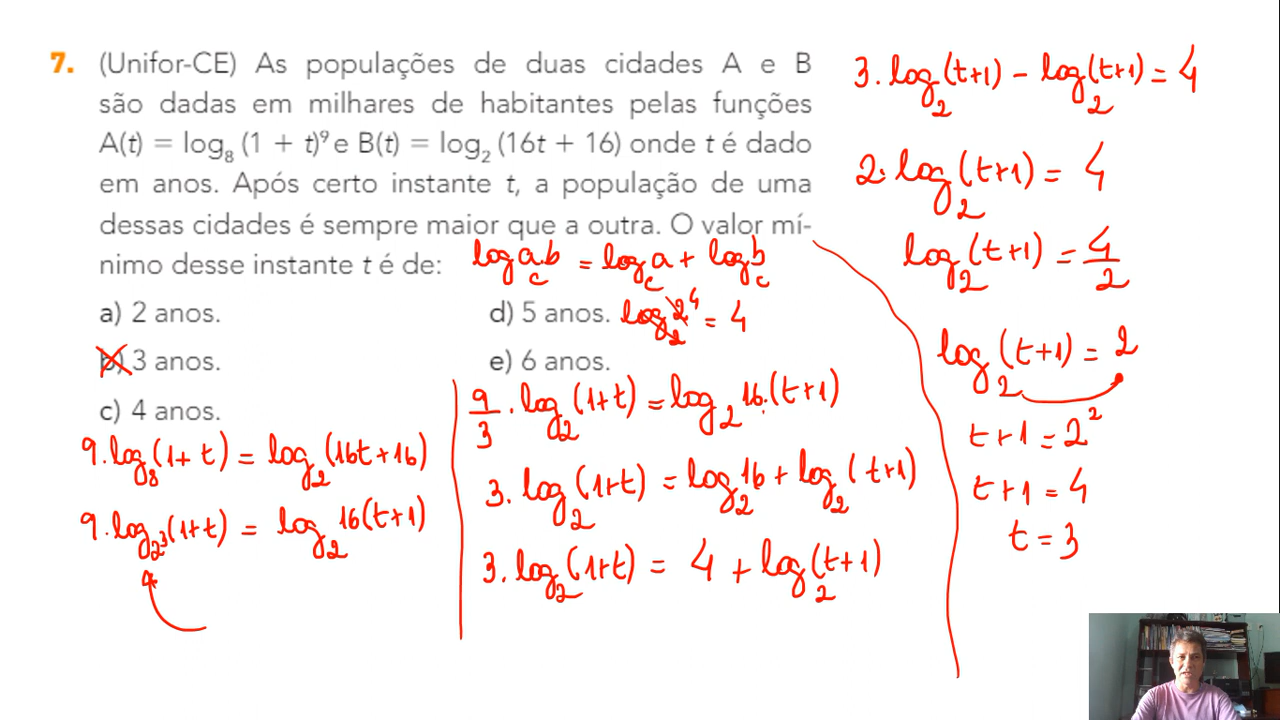 7. (Unifor-CE) As populações de duas cidades A e B
são dadas em milhares de habitantes pelas funções
A(t) = log₈ (1 + t)⁹ e B(t) = log₂ (16t + 16) onde t é dado
em anos. Após certo instante t, a população de uma
dessas cidades é sempre maior que a outra. O valor mí-
nimo desse instante t é de:
a) 2 anos.
b) 3 anos.
c) 4 anos.
d) 5 anos.
e) 6 anos.
log_c a.b = log_c a + log_c b
log₂ 2⁴ = 4
9.log₈(1+t) = log₂(16t+16)
9.log_2³(1+t) = log₂ 16(t+1)
9/3 . log₂(1+t) = log₂ 16.(t+1)
3. log₂(1+t) = log₂ 16 + log₂(t+1)
3. log₂(1+t) = 4 + log₂(t+1)
3. log₂(t+1) - log₂(t+1) = 4
2. log₂(t+1) = 4
log₂(t+1) = 4/2
log₂(t+1) = 2
t+1 = 2²
t+1 = 4
t = 3